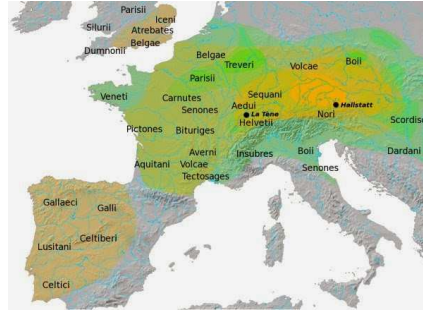 Parisii
Iceni
Silurii
Atrebates
Belgae
Dumnonii
Belgae
Treveri
Volcae
Boii
Parisii
Veneti
Carnutes
Sequani
Senones
Aedui
La Tène
Hallstatt
Helvetii
Nori
Scordisc
Pictones
Bituriges
Averni
Insubres
Boii
Dardani
Aquitani
Volcae
Tectosages
Senones
Gallaeci
Galli
Lusitani
Celtiberi
Celtici